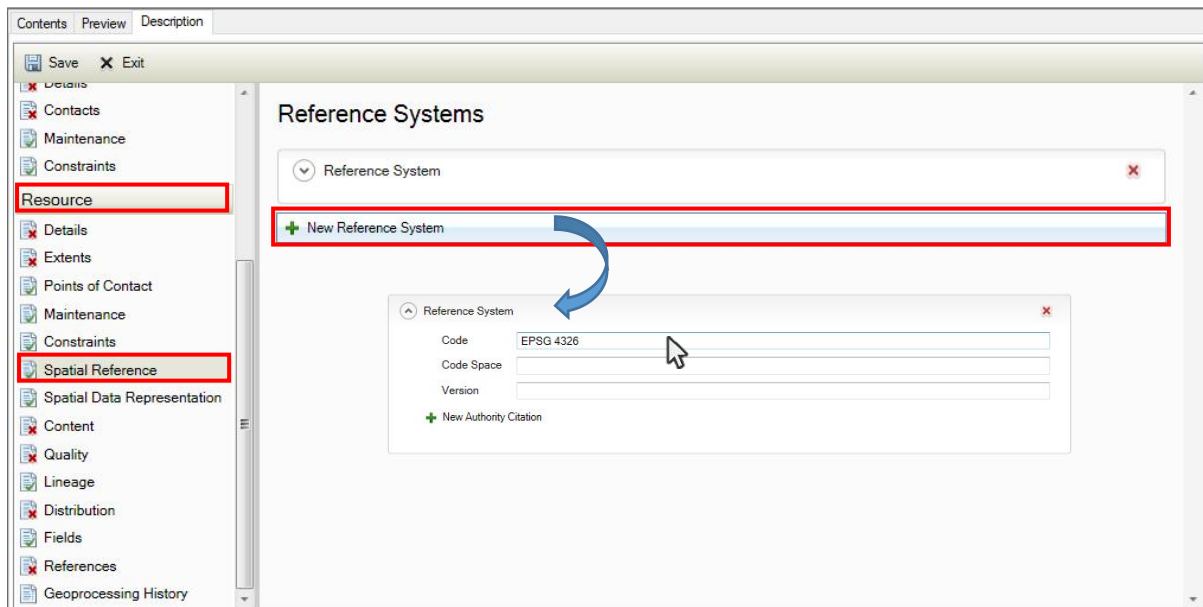 Contents Preview Description
Save Exit
Details
Contacts
Maintenance
Constraints
Resource
Details
Extents
Points of Contact
Maintenance
Constraints
Spatial Reference
Spatial Data Representation
Content
Quality
Lineage
Distribution
Fields
References
Geoprocessing History
Reference Systems
Reference System
New Reference System
Reference System
Code EPSG 4326
Code Space
Version
New Authority Citation